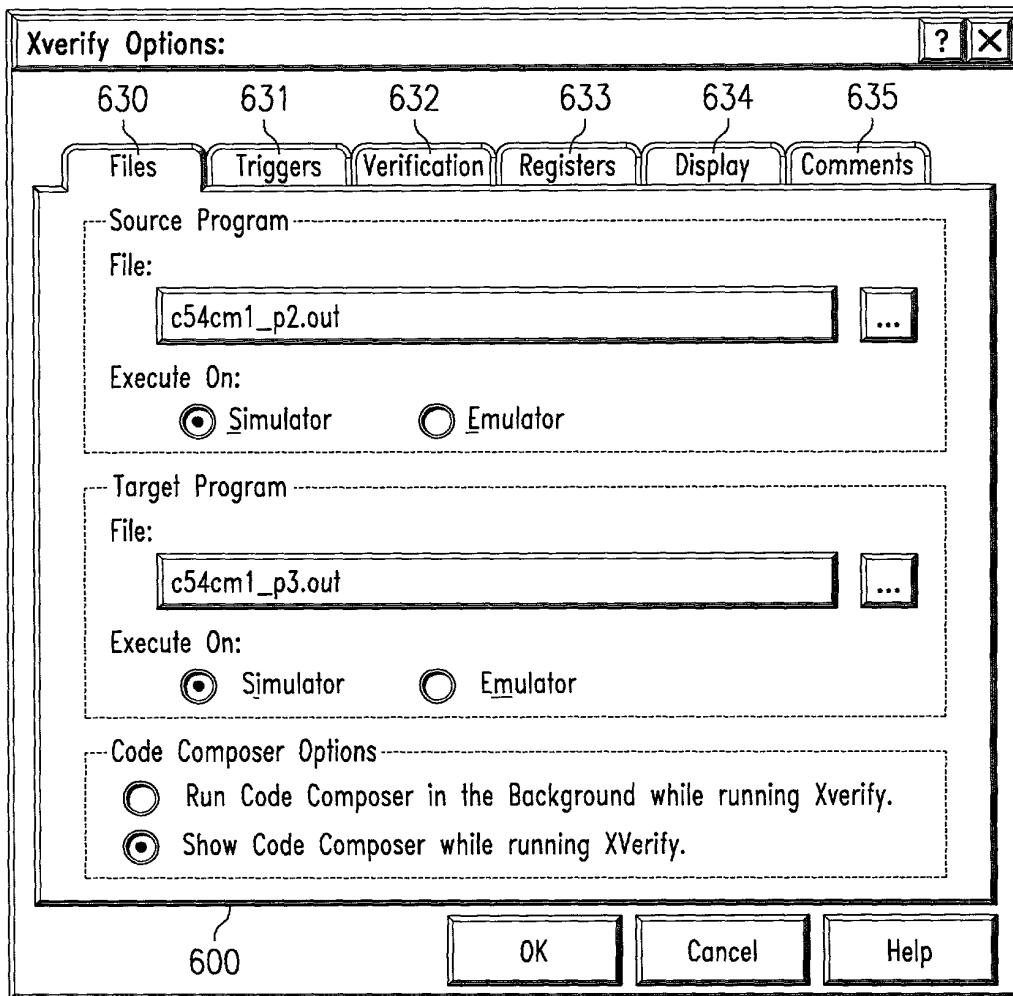 Xverify Options: ? X
630 631 632 633 634 635
Files Triggers Verification Registers Display Comments
Source Program
File:
c54cm1_p2.out ...
Execute On:
Simulator Emulator
Target Program
File:
c54cm1_p3.out ...
Execute On:
Simulator Emulator
Code Composer Options
Run Code Composer in the Background while running Xverify.
Show Code Composer while running XVerify.
600
OK Cancel Help